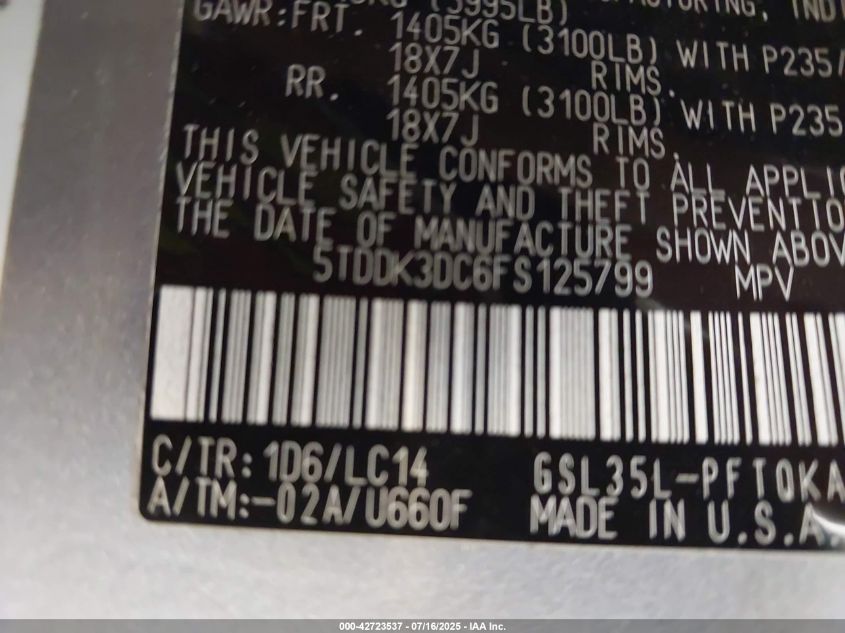 (5995LB)
GAWR:FRT. 1405KG (3100LB) WITH P235/
18X7J RIMS.
RR. 1405KG (3100LB) WITH P235
18X7J RIMS.
THIS VEHICLE CONFORMS TO ALL APPLIC
VEHICLE SAFETY AND THEFT PREVENTIO
THE DATE OF MANUFACTURE SHOWN ABOV
5TDDK3DC6FS125799 MPV
C/TR: 1D6/LC14 GSL35L-PFTQKA
A/TM:-02A/U660F MADE IN U.S.A.
000-42723537 - 07/16/2025 - IAA Inc.